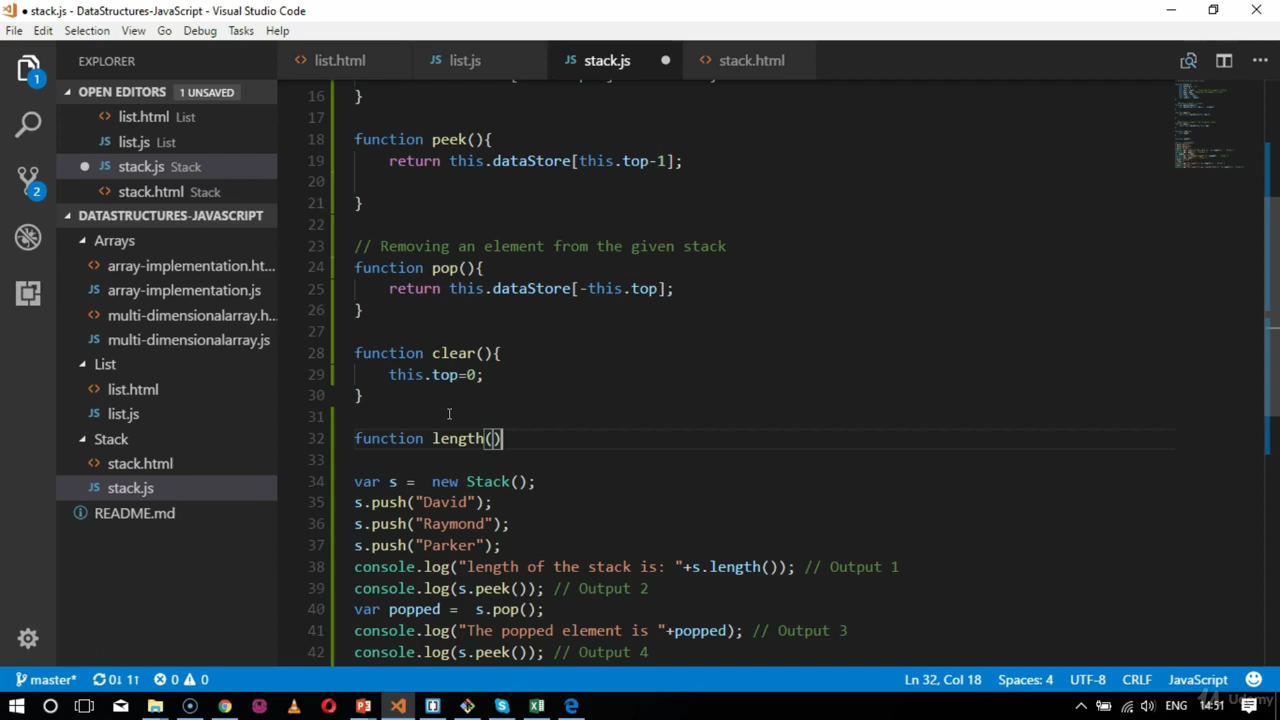 ● stack.js - DataStructures-JavaScript - Visual Studio Code
File Edit Selection View Go Debug Tasks Help
EXPLORER
OPEN EDITORS 1 UNSAVED
list.html List
list.js List
stack.js Stack
stack.html Stack
DATASTRUCTURES-JAVASCRIPT
Arrays
array-implementation.ht...
array-implementation.js
multi-dimensionalarray.h...
multi-dimensionalarray.js
List
list.html
list.js
Stack
stack.html
stack.js
README.md
1
2
list.html list.js stack.js stack.html
16 }
17
18 function peek(){
19 return this.dataStore[this.top-1];
20
21 }
22
23 // Removing an element from the given stack
24 function pop(){
25 return this.dataStore[-this.top];
26 }
27
28 function clear(){
29 this.top=0;
30 }
31
32 function length()
33
34 var s =  new Stack();
35 s.push("David");
36 s.push("Raymond");
37 s.push("Parker");
38 console.log("length of the stack is: "+s.length()); // Output 1
39 console.log(s.peek()); // Output 2
40 var popped =  s.pop();
41 console.log("The popped element is "+popped); // Output 3
42 console.log(s.peek()); // Output 4
master* 0↓ 1↑ 0 0 Ln 32, Col 18 Spaces: 4 UTF-8 CRLF JavaScript
14:51
Udemy